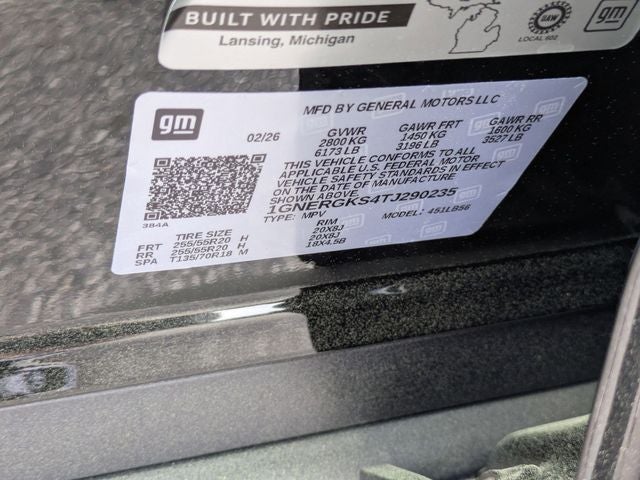 BUILT WITH PRIDE
Lansing, Michigan
UAW
LOCAL 602
gm
gm
MFD BY GENERAL MOTORS LLC
02/26
GVWR GAWR FRT GAWR RR
2800 KG 1450 KG 1600 KG
6173 LB 3196 LB 3527 LB
THIS VEHICLE CONFORMS TO ALL
APPLICABLE U.S. FEDERAL MOTOR
VEHICLE SAFETY STANDARDS IN EFFECT
ON THE DATE OF MANUFACTURE
1GNERGKS4TJ290235
TYPE: MPV MODEL: 451LB56
384A
TIRE SIZE RIM
FRT 255/55R20 H 20X8J
RR 255/55R20 H 20X8J
SPA T135/70R18 M 18X4.5B